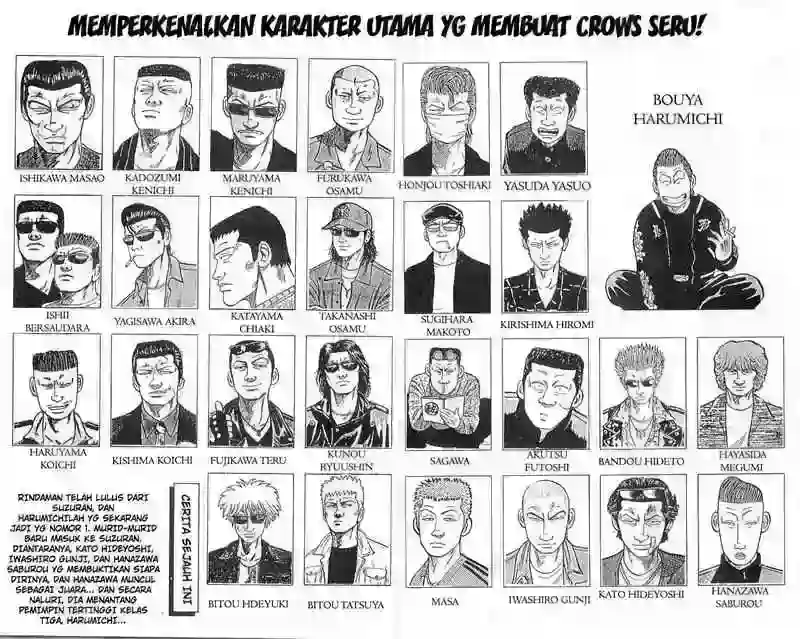 MEMPERKENALKAN KARAKTER UTAMA YG MEMBUAT CROWS SERU!
BOUYA
HARUMICHI
ISHIKAWA MASAO
KADOZUMI
KENICHI
MARUYAMA
KENICHI
FURUKAWA
OSAMU
HONJOU TOSHIAKI
YASUDA YASUO
ISHII
BERSAUDARA
YAGISAWA AKIRA
KATAYAMA
CHIAKI
TAKANASHI
OSAMU
SUGIHARA
MAKOTO
KIRISHIMA HIROMI
HARUYAMA
KOICHI
KISHIMA KOICHI
FUJIKAWA TERU
KUNOU
RYUUSHIN
SAGAWA
AKUTSU
FUTOSHI
BANDOU HIDETO
HAYASIDA
MEGUMI
RINDAMAN TELAH LULUS DARI
SUZURAN, DAN
HARUMICHILAH YG SEKARANG
JADI YG NOMOR 1. MURID-MURID
BARU MASUK KE SUZURAN,
DIANTARANYA, KATO HIDEYOSHI,
IWASHIRO GUNJI, DAN HANAZAWA
SABUROU YG MEMBUKTIKAN SIAPA
DIRINYA, DAN HANAZAWA MUNCUL
SEBAGAI JUARA... DAN SECARA
NALURI, DIA MENANTANG
PEMIMPIN TERTINGGI KELAS
TIGA, HARUMICHI...
CERITA SEJAUH INI
BITOU HDEYUKI
BITOU TATSUYA
MASA
IWASHIRO GUNJI
KATO HIDEYOSHI
HANAZAWA
SABUROU